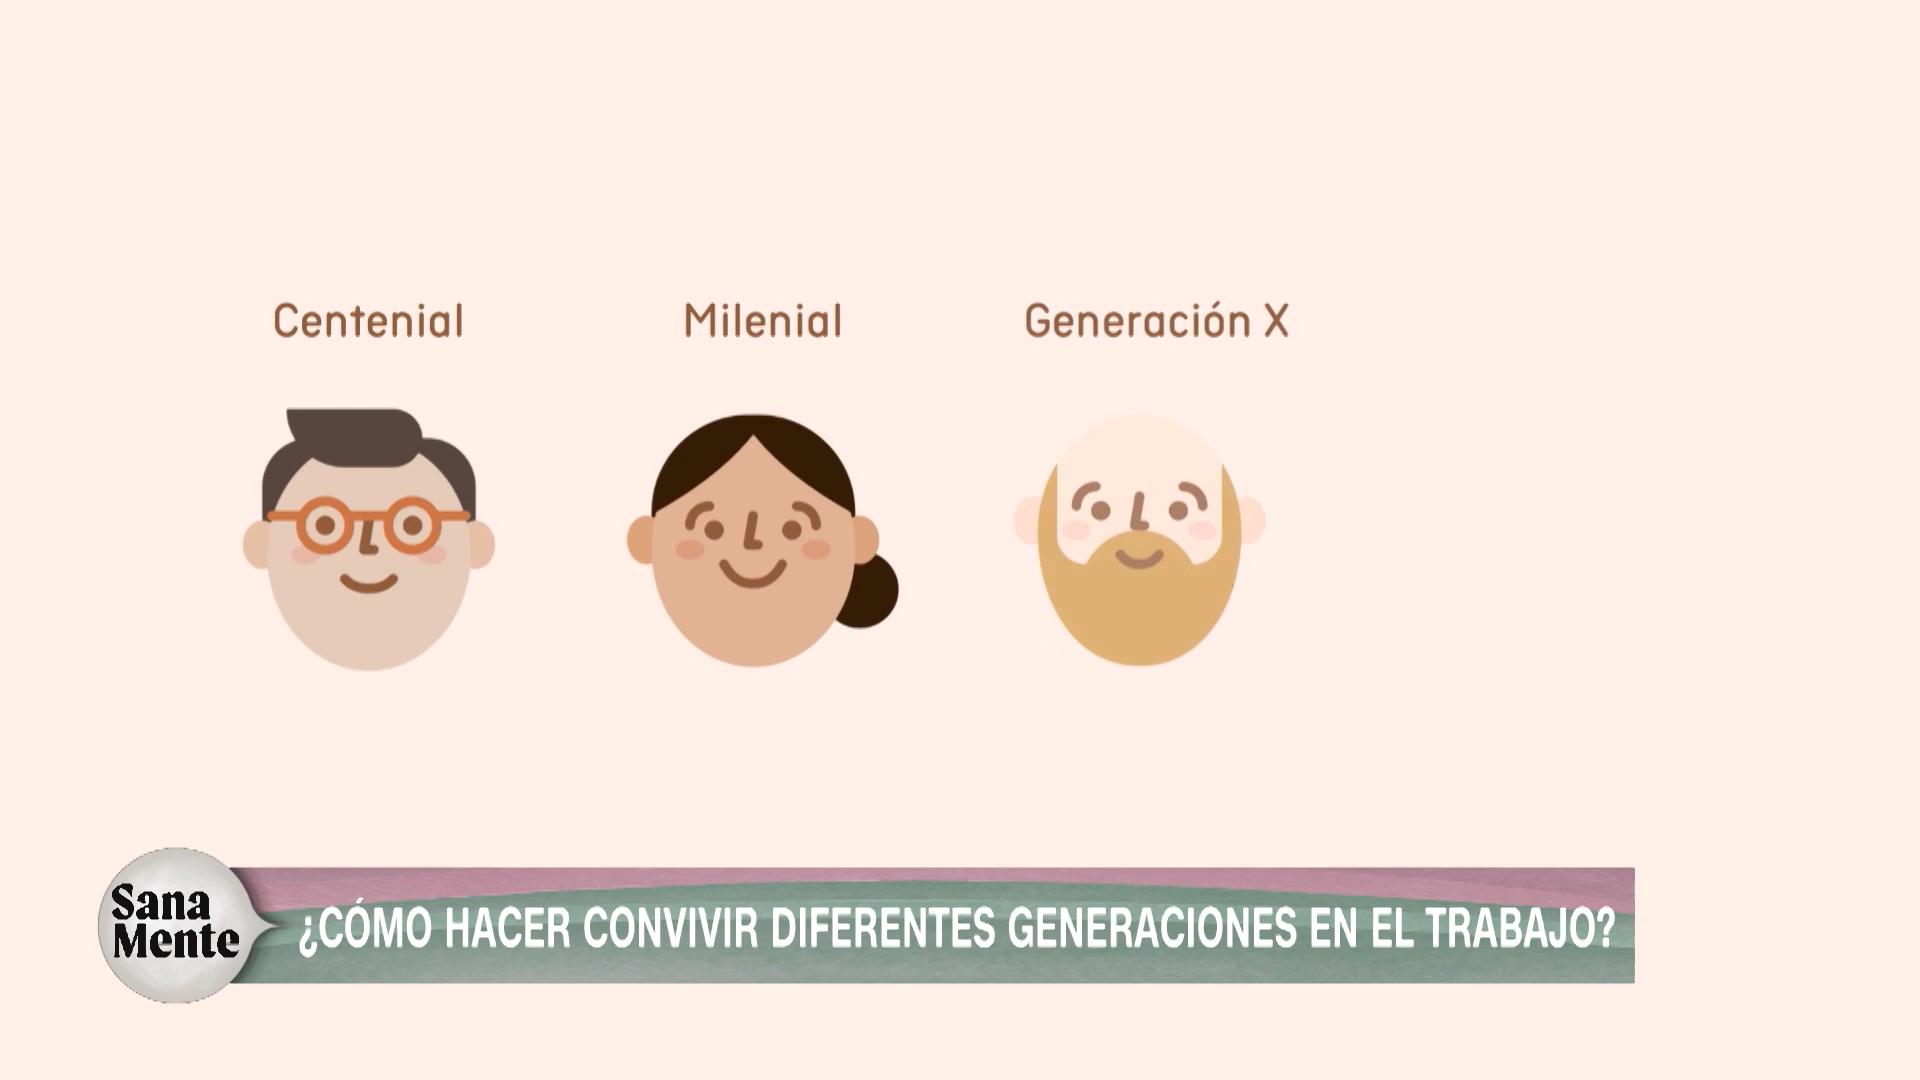 Centenial
Milenial
Generación X
Sana
Mente
¿CÓMO HACER CONVIVIR DIFERENTES GENERACIONES EN EL TRABAJO?